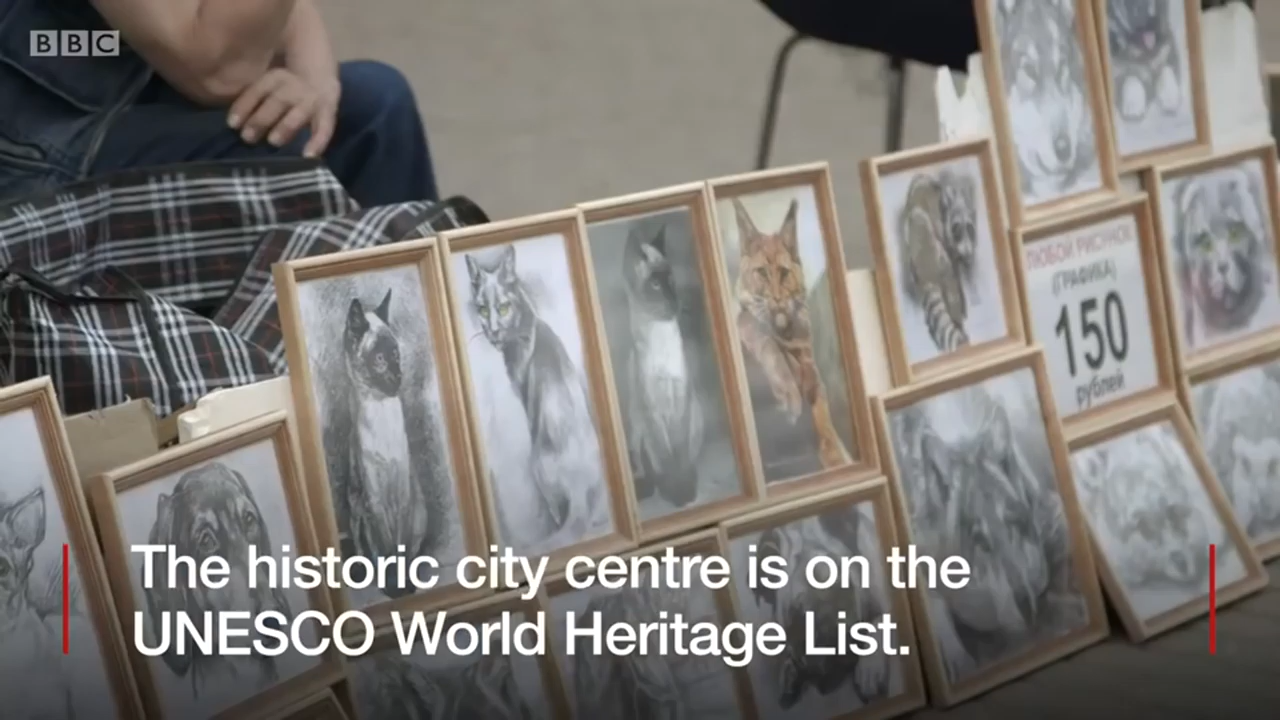 BBC
ЛЮБОЙ РИСУНОК
(ГРАФИКА)
150
рублей
The historic city centre is on the
UNESCO World Heritage List.